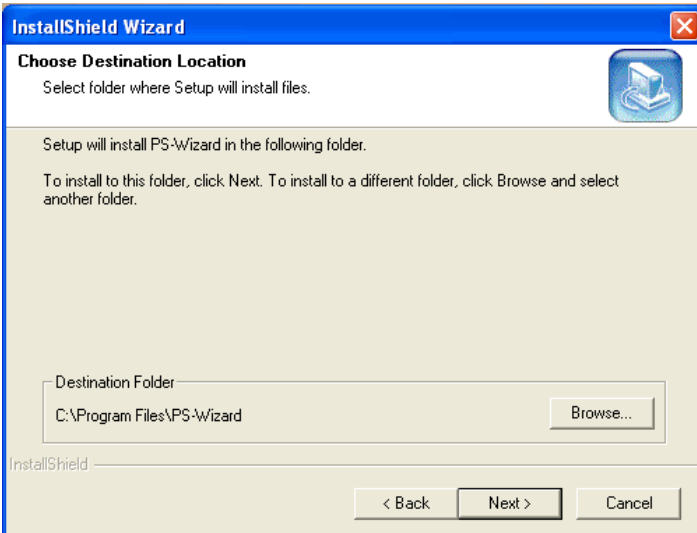 InstallShield Wizard
Choose Destination Location
Select folder where Setup will install files.
Setup will install PS-Wizard in the following folder.
To install to this folder, click Next. To install to a different folder, click Browse and select
another folder.
Destination Folder
C:\Program Files\PS-Wizard
Browse...
InstallShield
< Back
Next >
Cancel